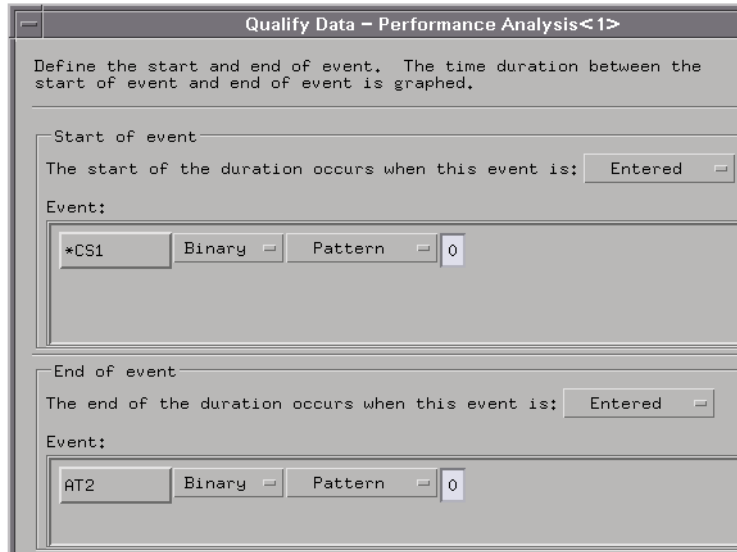 Qualify Data – Performance Analysis<1>
Define the start and end of event. The time duration between the
start of event and end of event is graphed.
Start of event
The start of the duration occurs when this event is: Entered
Event:
*CS1 Binary Pattern 0
End of event
The end of the duration occurs when this event is: Entered
Event:
AT2 Binary Pattern 0